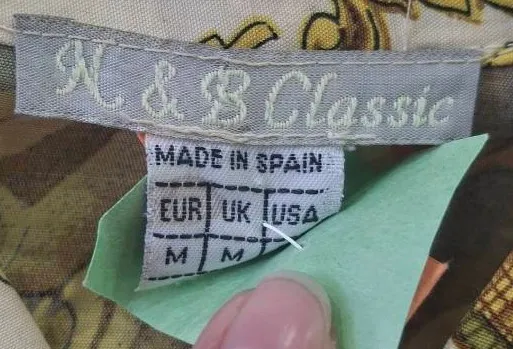 N & B Classic
MADE IN SPAIN
EUR UK USA
M M